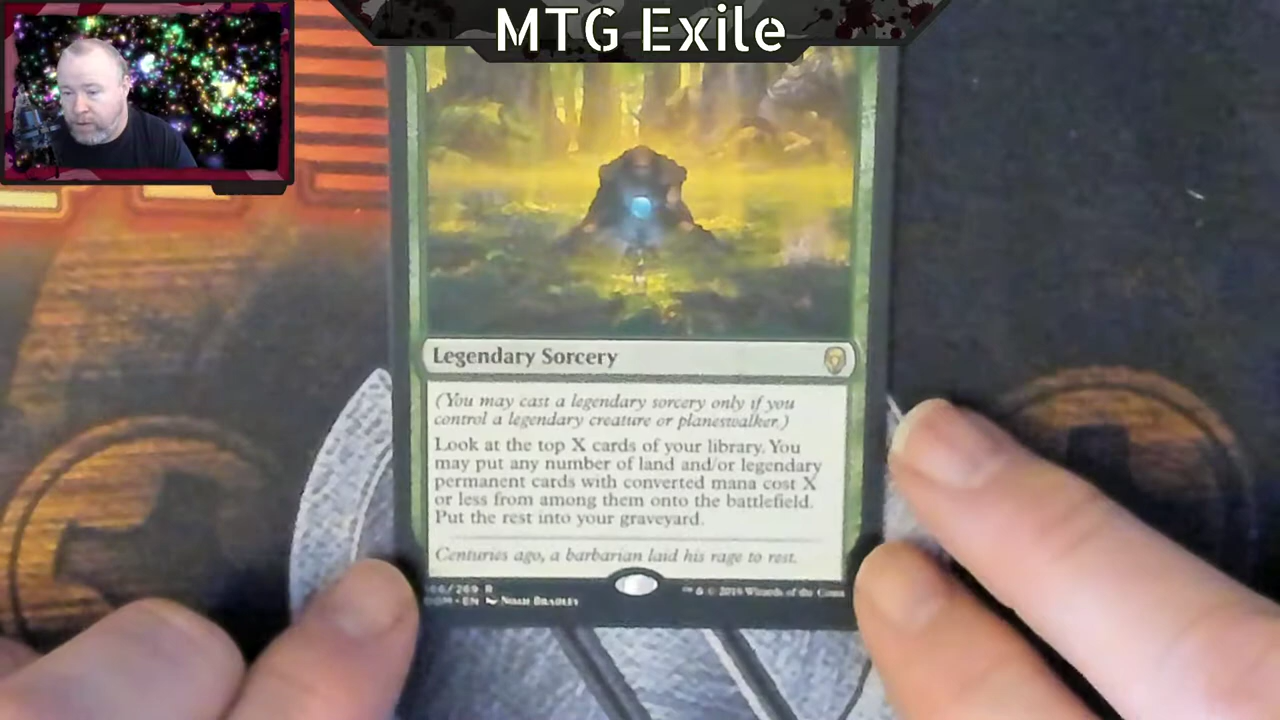 MTG Exile
Legendary Sorcery
(You may cast a legendary sorcery only if you
control a legendary creature or planeswalker.)
Look at the top X cards of your library. You
may put any number of land and/or legendary
permanent cards with converted mana cost X
or less from among them onto the battlefield.
Put the rest into your graveyard.
Centuries ago, a barbarian laid his rage to rest.
/269 R
EN NOAH BRADLEY
™ & © 2018 Wizards of the Coast